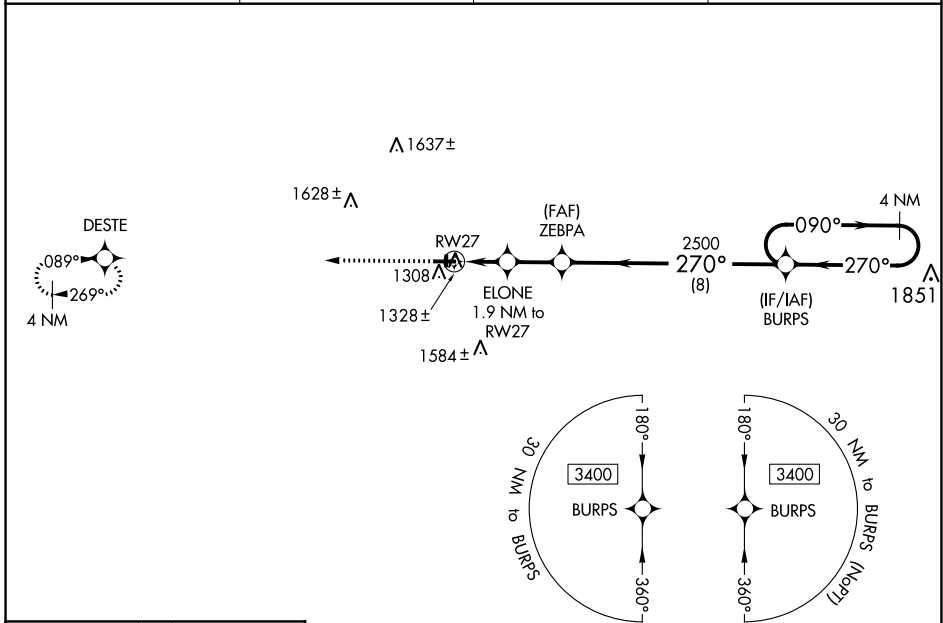 1637±
1628±
DESTE
089°
269°
4 NM
RW27
1308
1328±
(FAF)
ZEBPA
ELONE
1.9 NM to
RW27
1584±
2500
270°
(8)
4 NM
090°
270°
(IF/IAF)
BURPS
1851
180°
3400
BURPS
360°
30 NM to BURPS
180°
3400
BURPS
360°
30 NM to BURPS (NoPT)